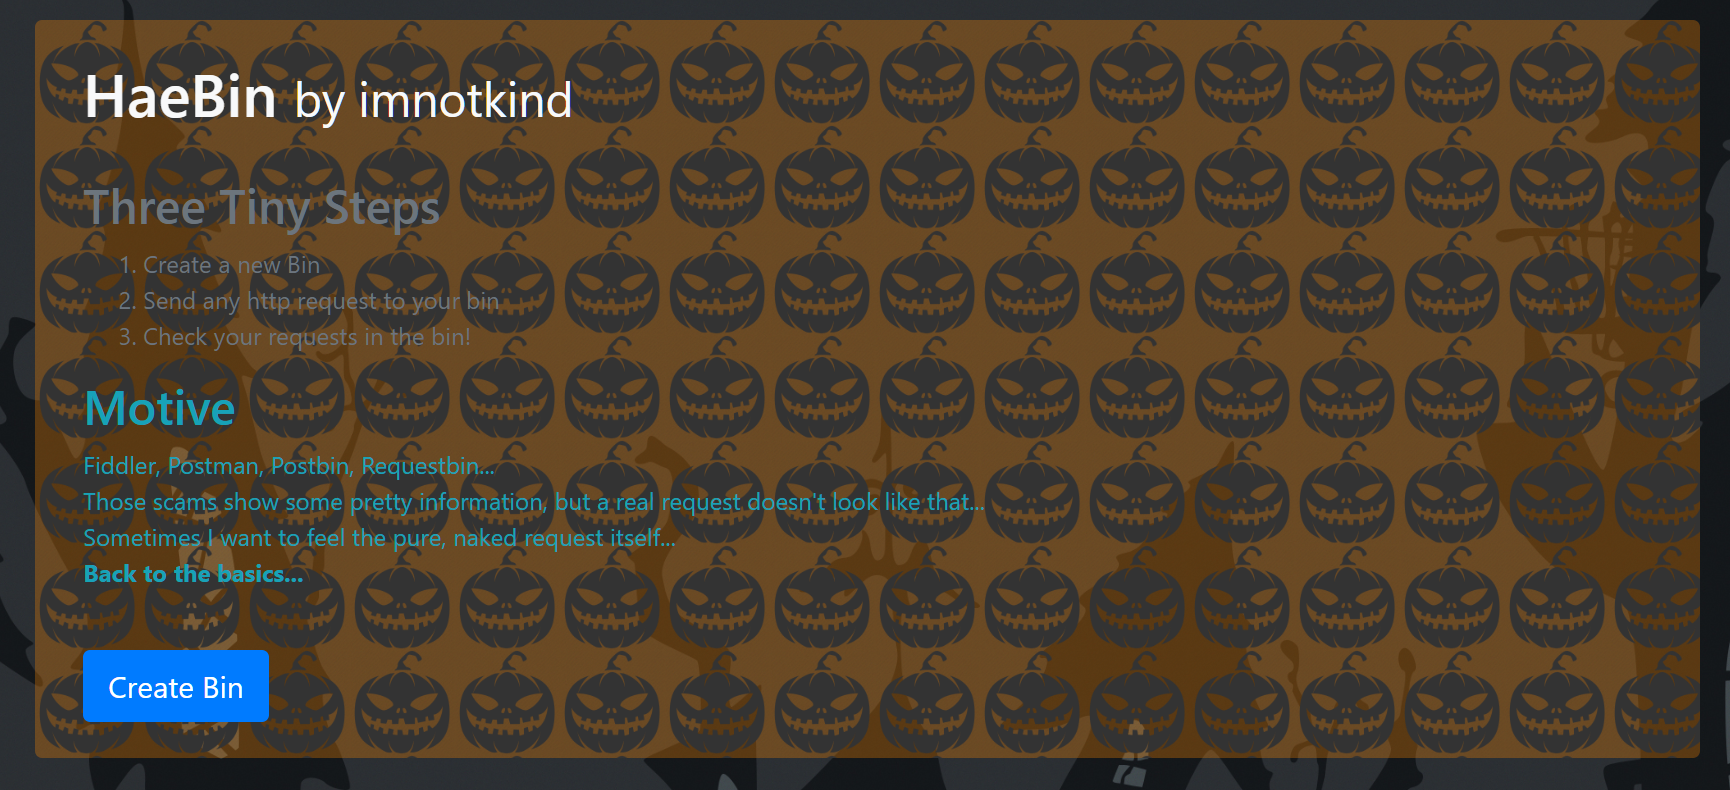 HaeBin by imnotkind
Three Tiny Steps
1. Create a new Bin
2. Send any http request to your bin
3. Check your requests in the bin!
Motive
Fiddler, Postman, Postbin, Requestbin...
Those scams show some pretty information, but a real request doesn't look like that...
Sometimes I want to feel the pure, naked request itself...
Back to the basics...
Create Bin